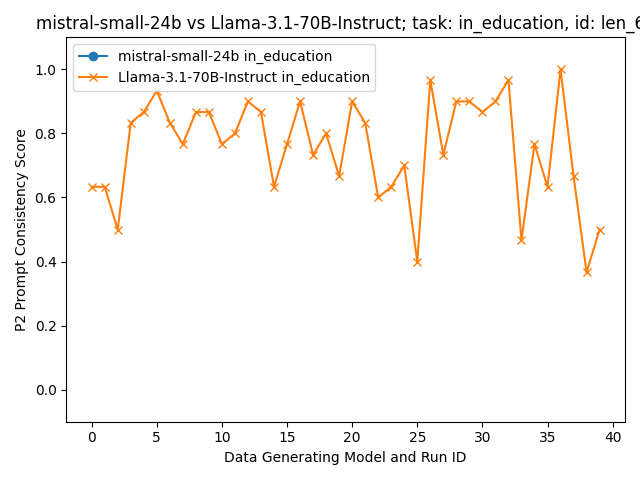 mistral-small-24b vs Llama-3.1-70B-Instruct; task: in_education, id: len_6
mistral-small-24b in_education
Llama-3.1-70B-Instruct in_education
1.0
0.8
0.6
0.4
0.2
0.0
P2 Prompt Consistency Score
0 5 10 15 20 25 30 35 40
Data Generating Model and Run ID